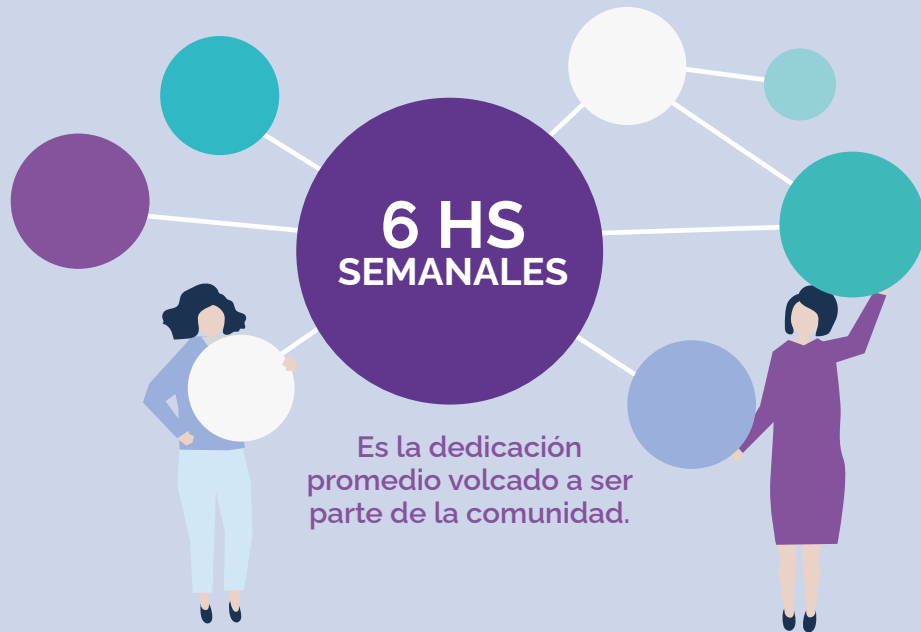 6 HS
SEMANALES
Es la dedicación
promedio volcado a ser
parte de la comunidad.